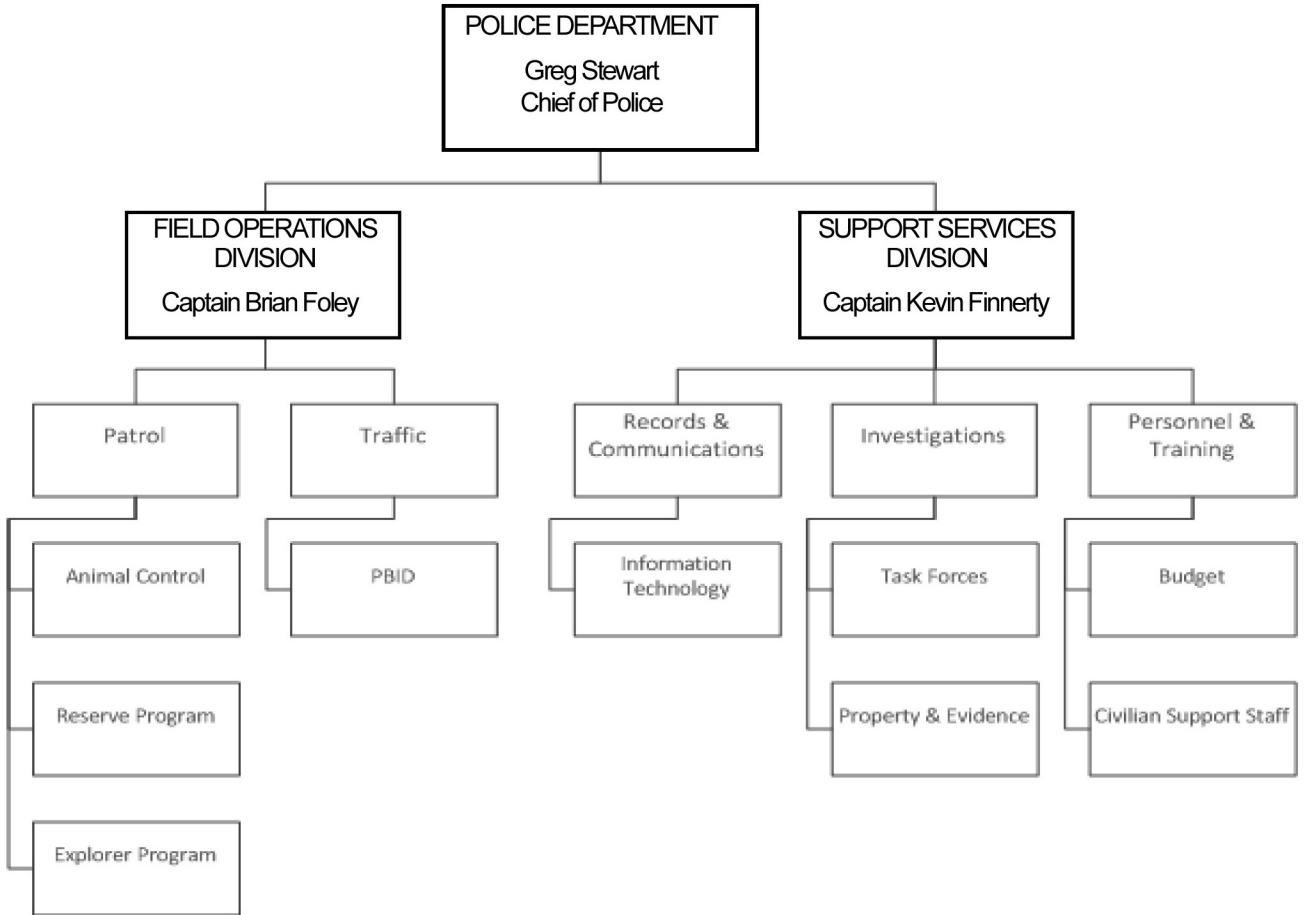 POLICE DEPARTMENT
Greg Stewart
Chief of Police
FIELD OPERATIONS
DIVISION
Captain Brian Foley
SUPPORT SERVICES
DIVISION
Captain Kevin Finnerty
Patrol
Traffic
Records &
Communications
Investigations
Personnel &
Training
Animal Control
PBID
Information
Technology
Task Forces
Budget
Reserve Program
Property & Evidence
Civilian Support Staff
Explorer Program